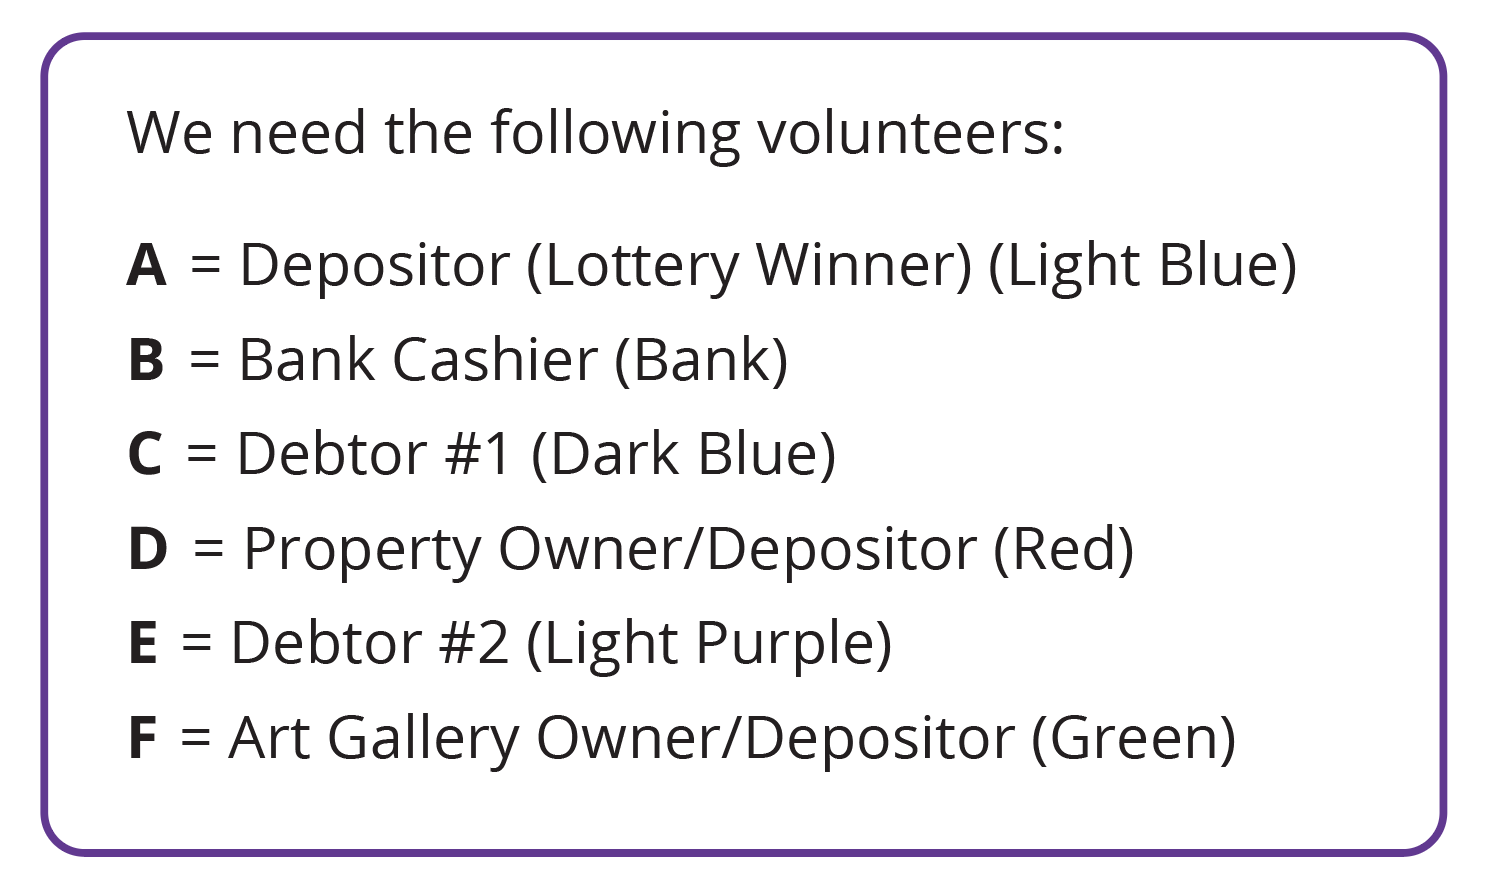 We need the following volunteers:
A = Depositor (Lottery Winner) (Light Blue)
B = Bank Cashier (Bank)
C = Debtor #1 (Dark Blue)
D = Property Owner/Depositor (Red)
E = Debtor #2 (Light Purple)
F = Art Gallery Owner/Depositor (Green)